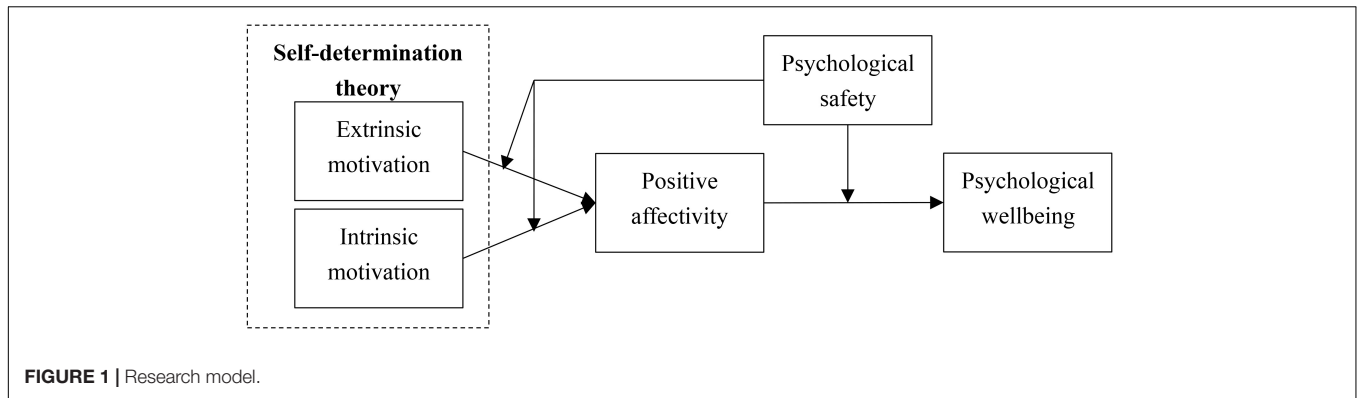 Self-determination
theory
Extrinsic
motivation
Intrinsic
motivation
Positive
affectivity
Psychological
safety
Psychological
wellbeing
FIGURE 1 | Research model.